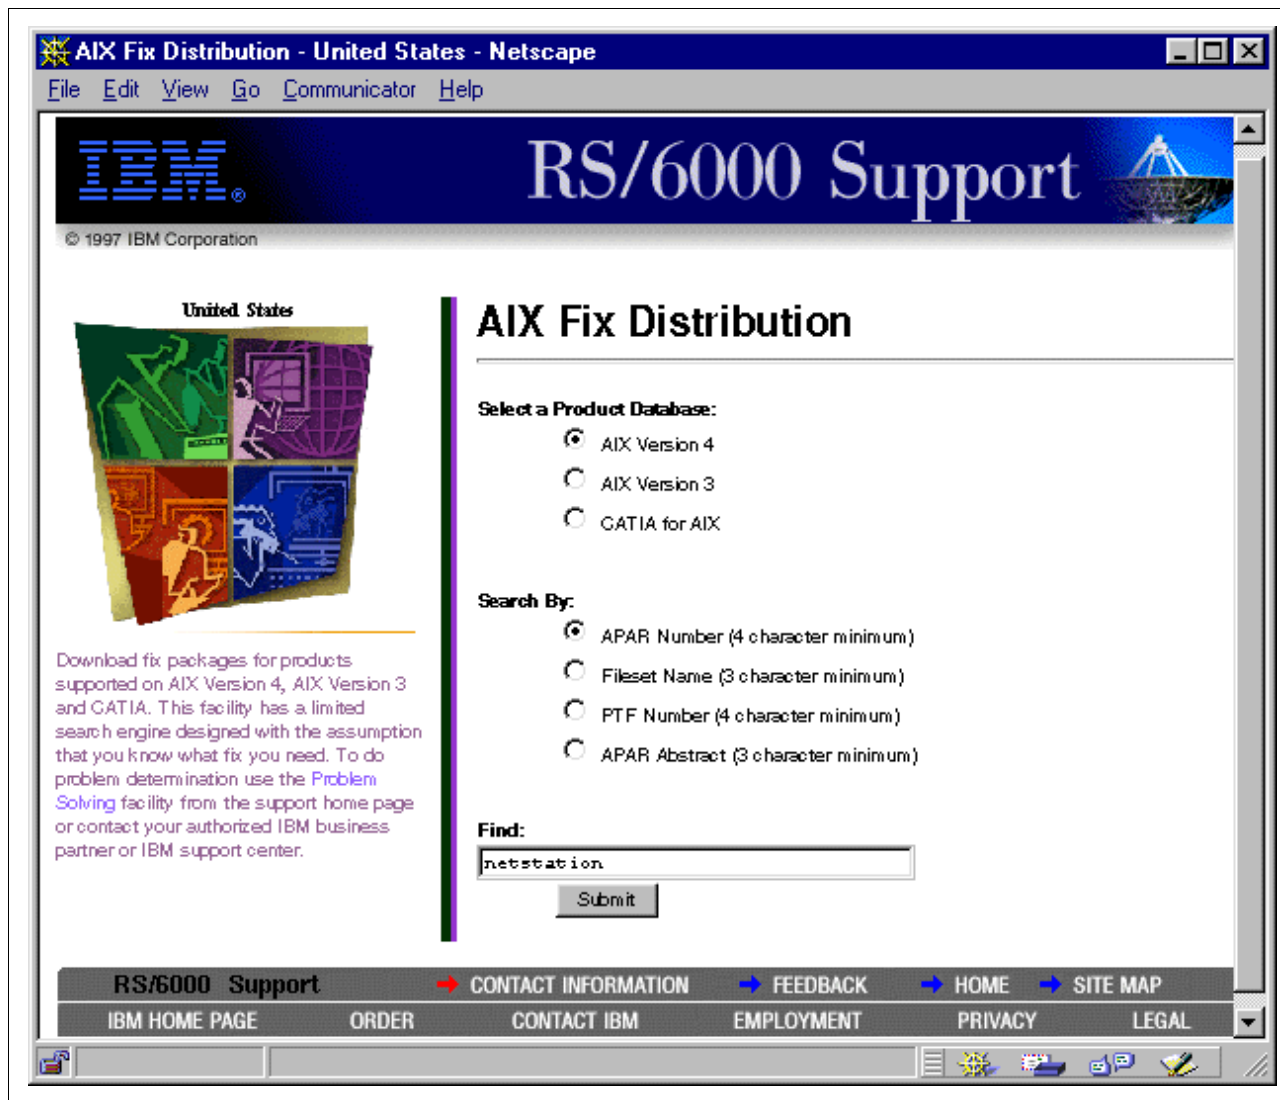 AIX Fix Distribution - United States - Netscape
File Edit View Go Communicator Help
IBM®
RS/6000 Support
© 1997 IBM Corporation
United States
Download fix packages for products
supported on AIX Version 4, AIX Version 3
and CATIA. This facility has a limited
search engine designed with the assumption
that you know what fix you need. To do
problem determination use the Problem
Solving facility from the support home page
or contact your authorized IBM business
partner or IBM support center.
AIX Fix Distribution
Select a Product Database:
AIX Version 4
AIX Version 3
CATIA for AIX
Search By:
APAR Number (4 character minimum)
Fileset Name (3 character minimum)
PTF Number (4 character minimum)
APAR Abstract (3 character minimum)
Find:
netstation
Submit
RS/6000 Support CONTACT INFORMATION FEEDBACK HOME SITE MAP
IBM HOME PAGE ORDER CONTACT IBM EMPLOYMENT PRIVACY LEGAL